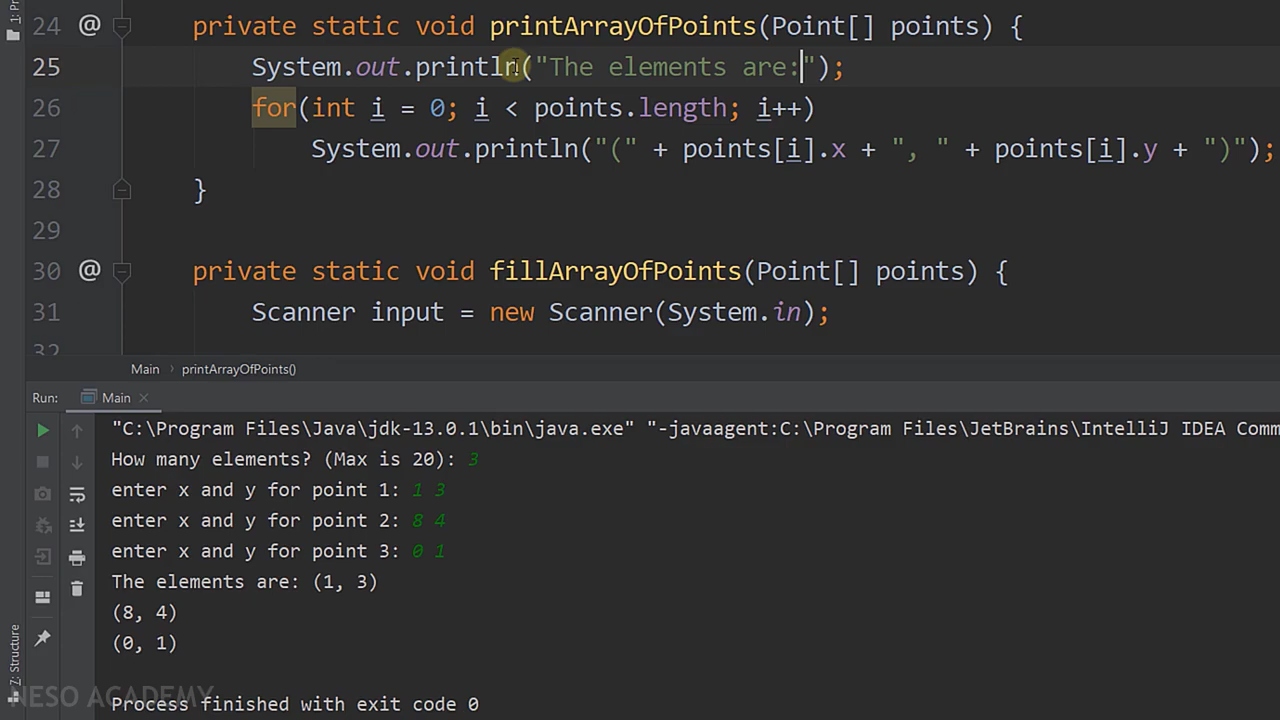 24 @ private static void printArrayOfPoints(Point[] points) {
25 System.out.println("The elements are:");
26 for(int i = 0; i < points.length; i++)
27 System.out.println("(" + points[i].x + ", " + points[i].y + ")");
28 }
29
30 @ private static void fillArrayOfPoints(Point[] points) {
31 Scanner input = new Scanner(System.in);
32
Main printArrayOfPoints()
Run: Main
"C:\Program Files\Java\jdk-13.0.1\bin\java.exe" "-javaagent:C:\Program Files\JetBrains\IntelliJ IDEA Comm
How many elements? (Max is 20): 3
enter x and y for point 1: 1 3
enter x and y for point 2: 8 4
enter x and y for point 3: 0 1
The elements are: (1, 3)
(8, 4)
(0, 1)
Process finished with exit code 0
Z: Structure
NESO ACADEMY